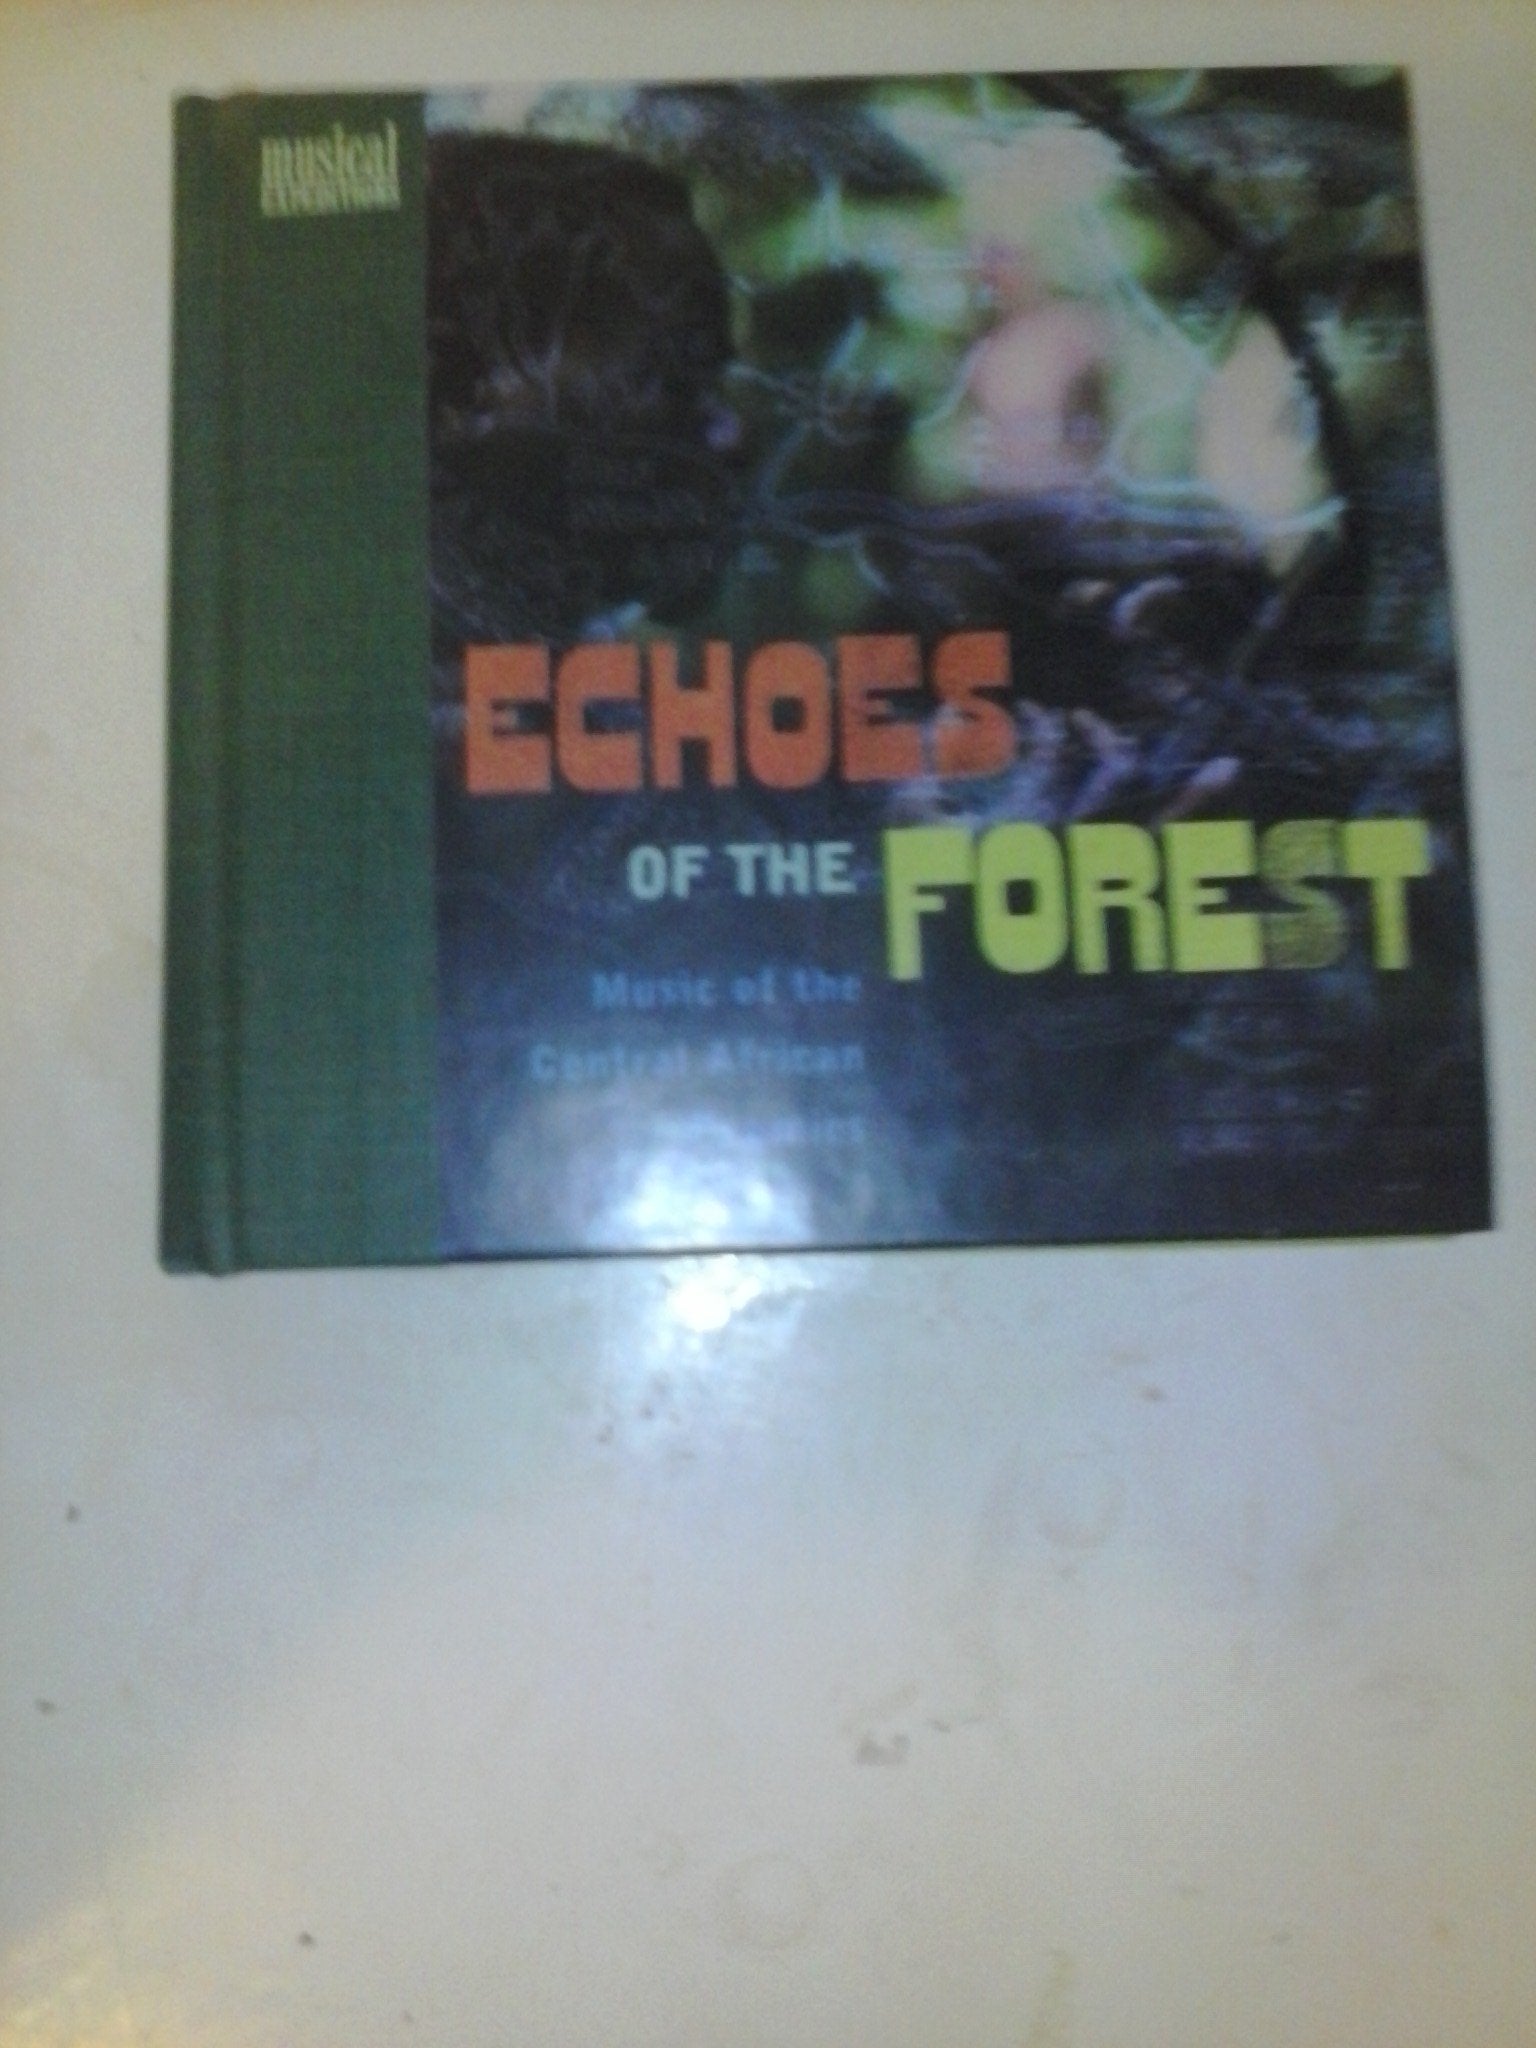 musical
ECHOES
OF THE FOREST
Music of the
Central African